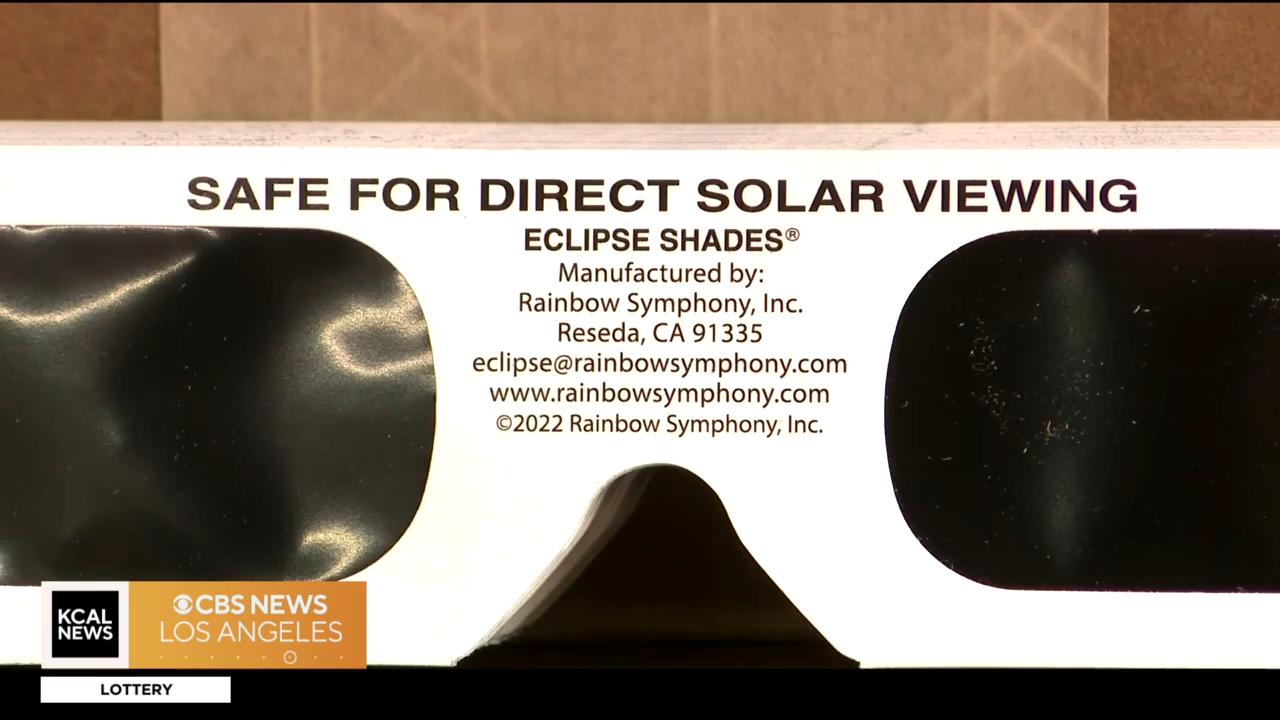 SAFE FOR DIRECT SOLAR VIEWING
ECLIPSE SHADES®
Manufactured by:
Rainbow Symphony, Inc.
Reseda, CA 91335
eclipse@rainbowsymphony.com
www.rainbowsymphony.com
©2022 Rainbow Symphony, Inc.
KCAL
NEWS
CBS NEWS
LOS ANGELES
LOTTERY